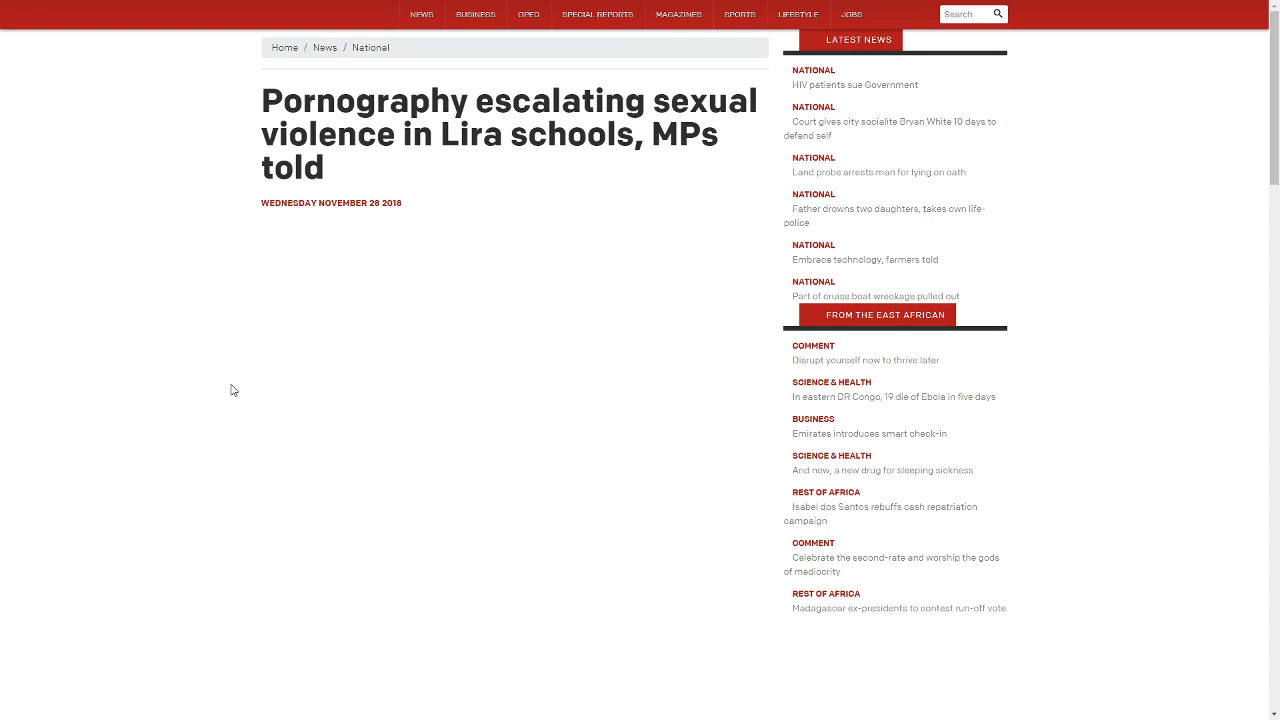 NEWS BUSINESS OPED SPECIAL REPORTS MAGAZINES SPORTS LIFESTYLE JOBS Search
Home / News / National
Pornography escalating sexual
violence in Lira schools, MPs
told
WEDNESDAY NOVEMBER 28 2018
LATEST NEWS
NATIONAL
HIV patients sue Government
NATIONAL
Court gives city socialite Bryan White 10 days to
defend self
NATIONAL
Land probe arrests man for lying on oath
NATIONAL
Father drowns two daughters, takes own life-
police
NATIONAL
Embrace technology, farmers told
NATIONAL
Part of cruise boat wreckage pulled out
FROM THE EAST AFRICAN
COMMENT
Disrupt yourself now to thrive later
SCIENCE & HEALTH
In eastern DR Congo, 19 die of Ebola in five days
BUSINESS
Emirates introduces smart check-in
SCIENCE & HEALTH
And now, a new drug for sleeping sickness
REST OF AFRICA
Isabel dos Santos rebuffs cash repatriation
campaign
COMMENT
Celebrate the second-rate and worship the gods
of mediocrity
REST OF AFRICA
Madagascar ex-presidents to contest run-off vote